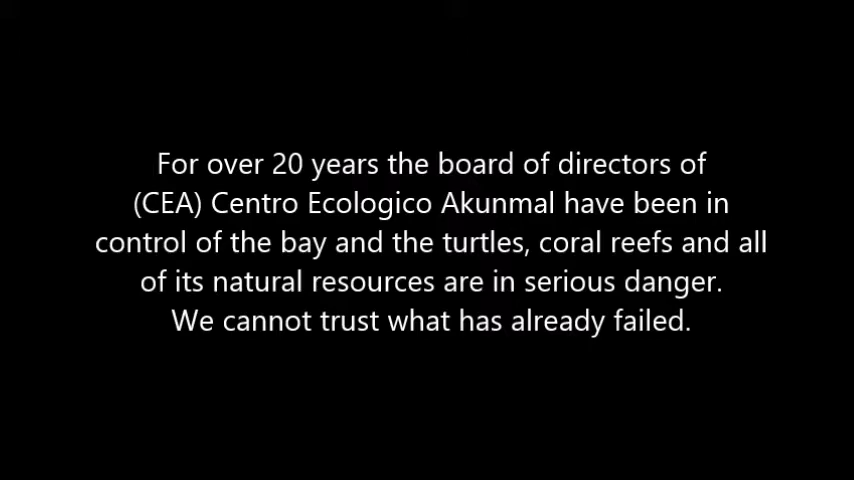 For over 20 years the board of directors of
(CEA) Centro Ecologico Akunmal have been in
control of the bay and the turtles, coral reefs and all
of its natural resources are in serious danger.
We cannot trust what has already failed.